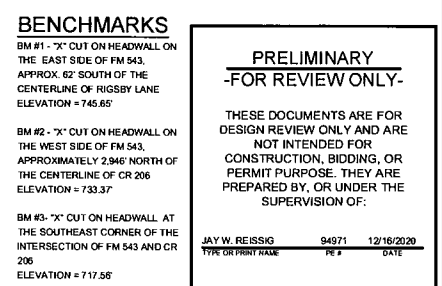 BENCHMARKS
BM #1 - "X" CUT ON HEADWALL ON
THE EAST SIDE OF FM 543,
APPROX. 62' SOUTH OF THE
CENTERLINE OF RIGSBY LANE
ELEVATION = 745.65'
BM #2 - "X" CUT ON HEADWALL ON
THE WEST SIDE OF FM 543,
APPROXIMATELY 2,946' NORTH OF
THE CENTERLINE OF CR 206
ELEVATION = 733.37'
BM #3- "X" CUT ON HEADWALL AT
THE SOUTHEAST CORNER OF THE
INTERSECTION OF FM 543 AND CR
206
ELEVATION = 717.56'
PRELIMINARY
-FOR REVIEW ONLY-
THESE DOCUMENTS ARE FOR
DESIGN REVIEW ONLY AND ARE
NOT INTENDED FOR
CONSTRUCTION, BIDDING, OR
PERMIT PURPOSE. THEY ARE
PREPARED BY, OR UNDER THE
SUPERVISION OF:
JAY W. REISSIG 94971 12/16/2020
TYPE OR PRINT NAME PE # DATE